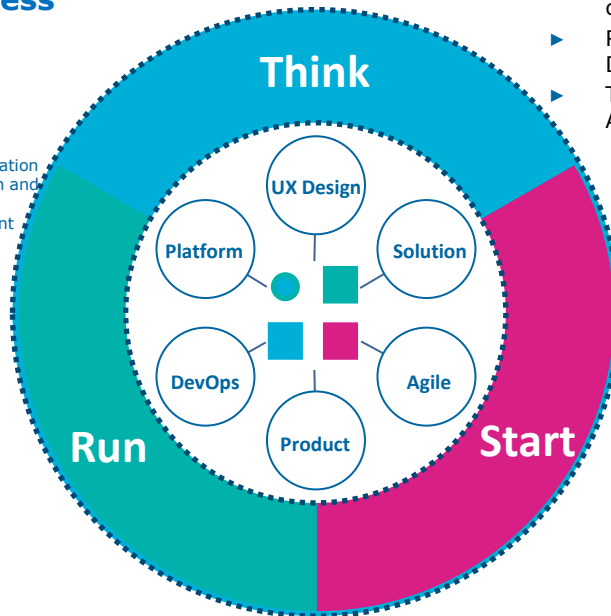 ess
Think
UX Design
Platform
Solution
DevOps
Agile
Product
Run
Start
ation
and
nt